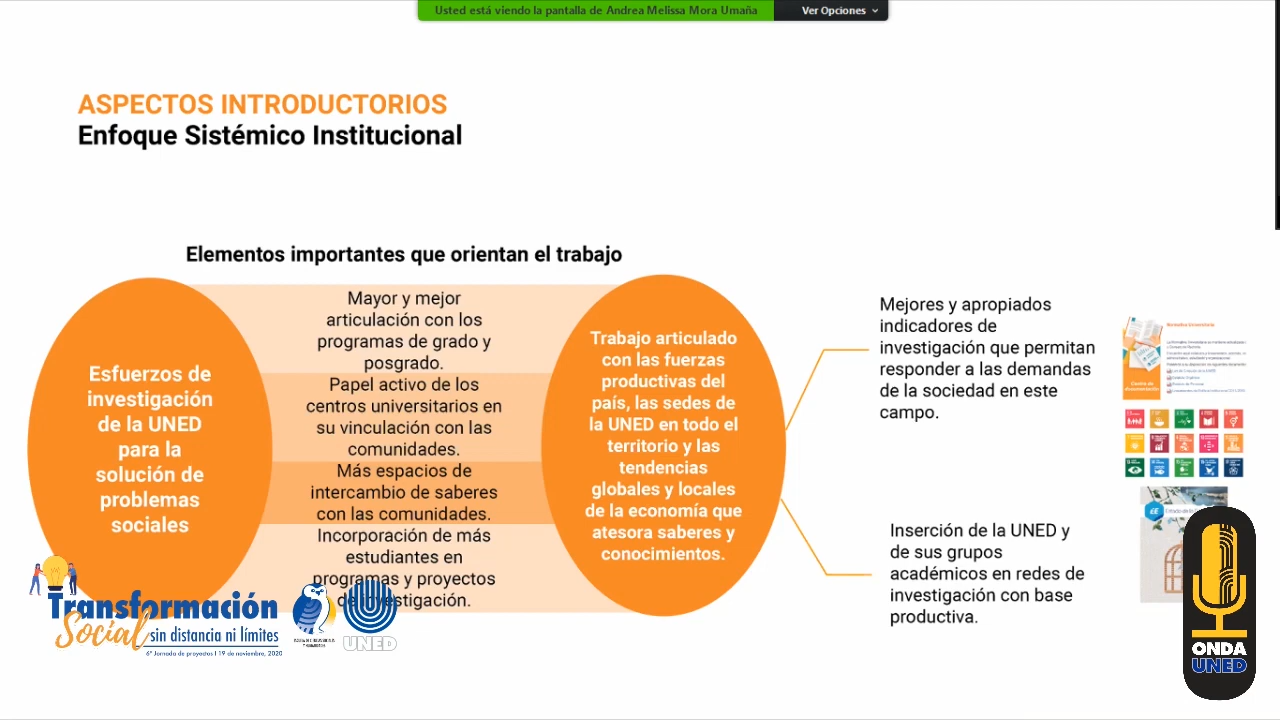 Usted está viendo la pantalla de Andrea Melissa Mora Umaña
Ver Opciones
ASPECTOS INTRODUCTORIOS
Enfoque Sistémico Institucional
Elementos importantes que orientan el trabajo
Esfuerzos de
investigación
de la UNED
para la
solución de
problemas
sociales
Mayor y mejor
articulación con los
programas de grado y
posgrado.
Papel activo de los
centros universitarios en
su vinculación con las
comunidades.
Más espacios de
intercambio de saberes
con las comunidades.
Incorporación de más
estudiantes en
programas y proyectos
de investigación.
Trabajo articulado
con las fuerzas
productivas del
país, las sedes de
la UNED en todo el
territorio y las
tendencias
globales y locales
de la economía que
atesora saberes y
conocimientos.
Mejores y apropiados
indicadores de
investigación que permitan
responder a las demandas
de la sociedad en este
campo.
Inserción de la UNED y
de sus grupos
académicos en redes de
investigación con base
productiva.
Normativa Universitaria
Centro de
documentación
Transformación
Social sin distancia ni límites
6ª Jornada de proyectos I 19 de noviembre, 2020
UNED
ONDA
UNED